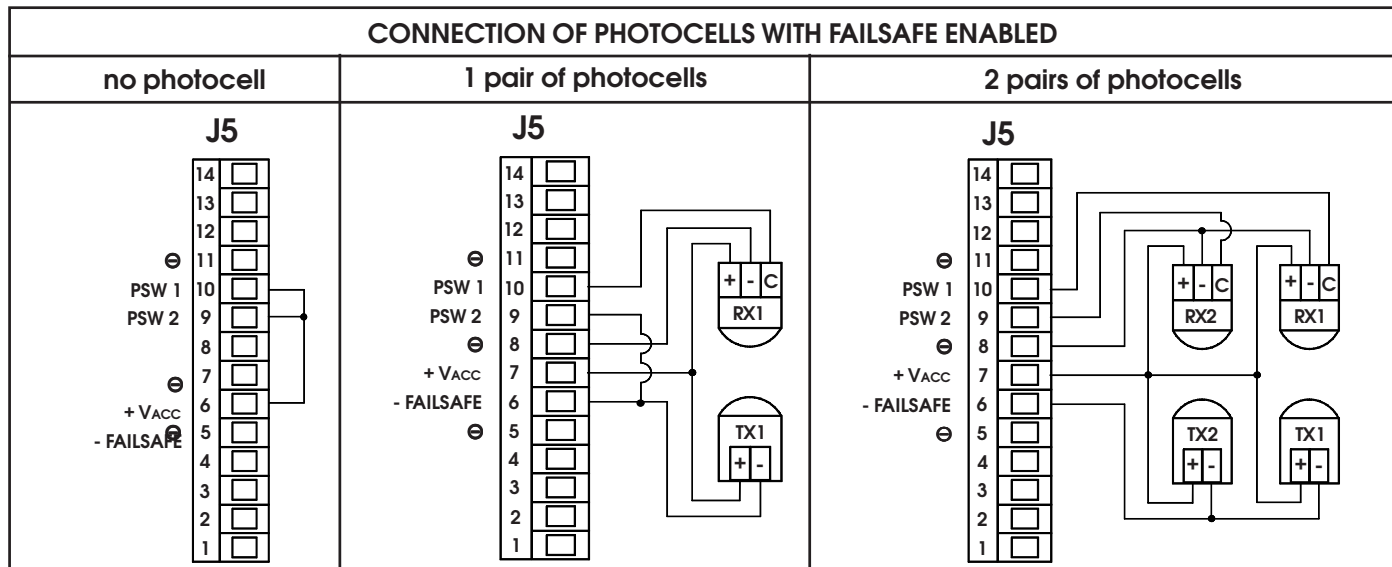 CONNECTION OF PHOTOCELLS WITH FAILSAFE ENABLED
no photocell
1 pair of photocells
2 pairs of photocells
J5
14
13
12
⊖ 11
PSW 1 10
PSW 2 9
8
7
⊖
6
+ VACC
5
⊖
- FAILSAFE
4
3
2
1
J5
14
13
12
⊖ 11
PSW 1 10
PSW 2 9
⊖ 8
+ VACC 7
- FAILSAFE 6
⊖ 5
4
3
2
1
+ - C
RX1
TX1
+ -
J5
14
13
12
⊖ 11
PSW 1 10
PSW 2 9
⊖ 8
+ VACC 7
- FAILSAFE 6
⊖ 5
4
3
2
1
+ - C
RX2
+ - C
RX1
TX2
+ -
TX1
+ -